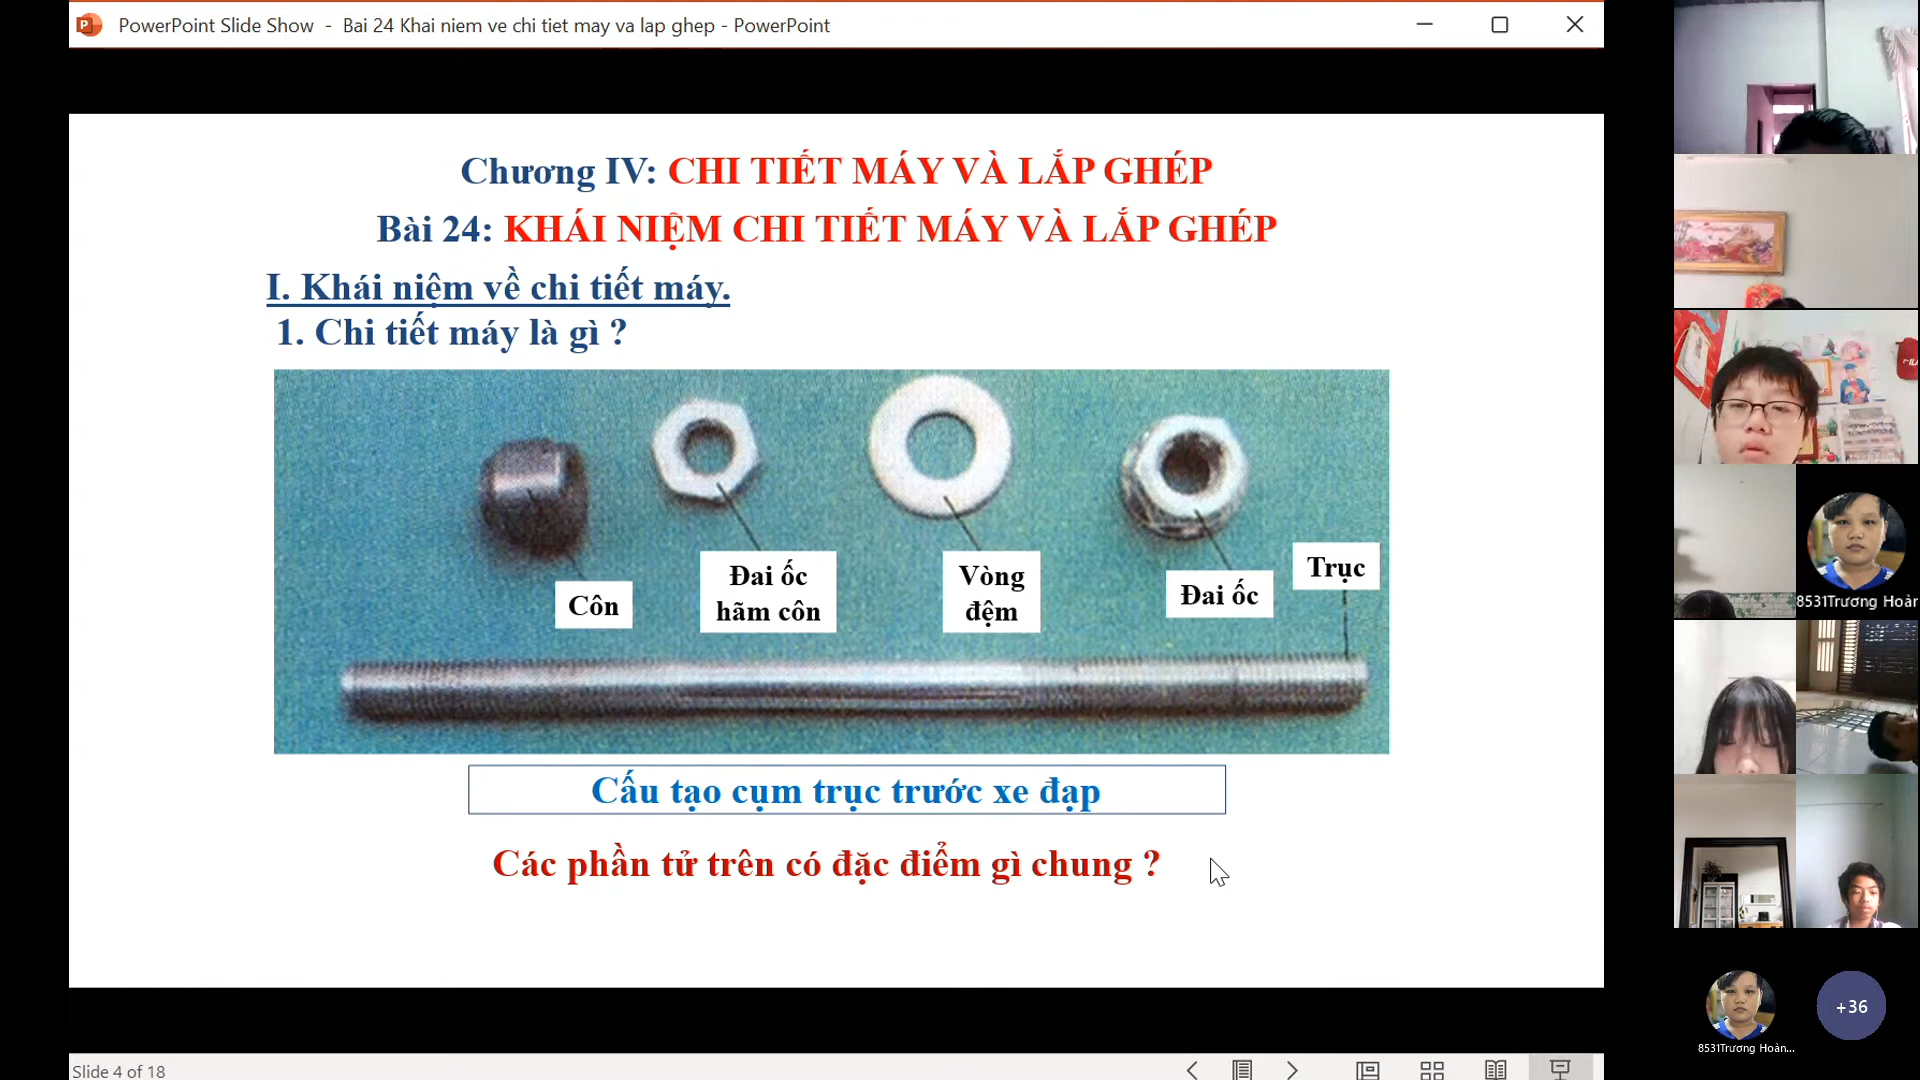 PowerPoint Slide Show - Bai 24 Khai niem ve chi tiet may va lap ghep - PowerPoint
Chương IV: CHI TIẾT MÁY VÀ LẮP GHÉP
Bài 24: KHÁI NIỆM CHI TIẾT MÁY VÀ LẮP GHÉP
I. Khái niệm về chi tiết máy.
1. Chi tiết máy là gì ?
Côn
Đai ốc
hãm côn
Vòng
đệm
Đai ốc
Trục
Cấu tạo cụm trục trước xe đạp
Các phần tử trên có đặc điểm gì chung ?
Slide 4 of 18
8531Trương Hoàn
8531Trương Hoàn...
+36